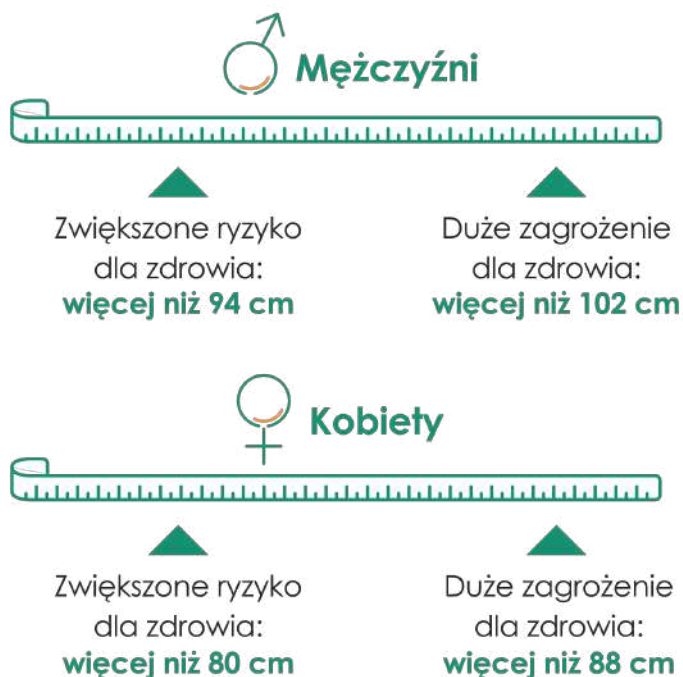 Mężczyźni
Zwiększone ryzyko
dla zdrowia:
więcej niż 94 cm
Duże zagrożenie
dla zdrowia:
więcej niż 102 cm
Kobiety
Zwiększone ryzyko
dla zdrowia:
więcej niż 80 cm
Duże zagrożenie
dla zdrowia:
więcej niż 88 cm